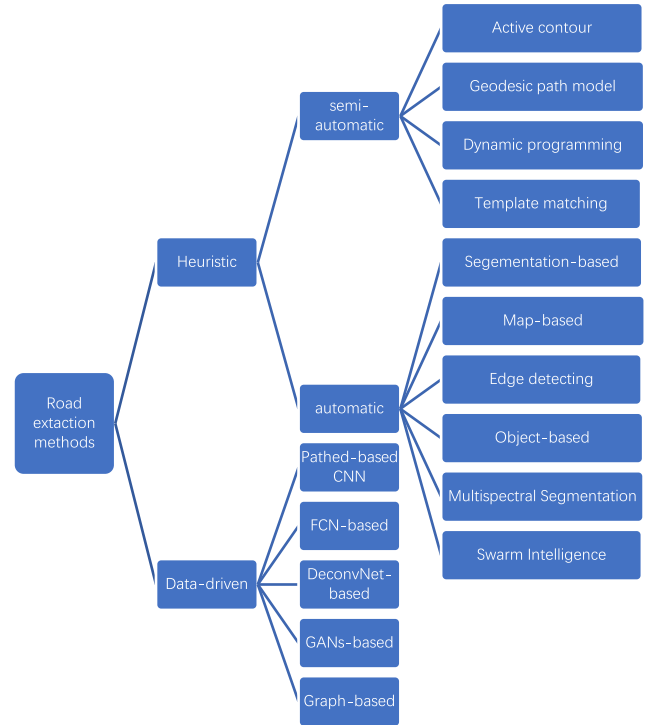 Road
extaction
methods
Heuristic
semi-
automatic
Active contour
Geodesic path model
Dynamic programming
Template matching
automatic
Segementation-based
Map-based
Edge detecting
Object-based
Multispectral Segmentation
Swarm Intelligence
Data-driven
Pathed-based
CNN
FCN-based
DeconvNet-
based
GANs-based
Graph-based